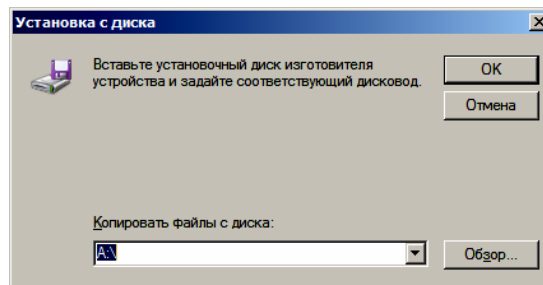 Установка с диска
Вставьте установочный диск изготовителя
устройства и задайте соответствующий дисковод.
OK
Отмена
Копировать файлы с диска:
A:\
Обзор...